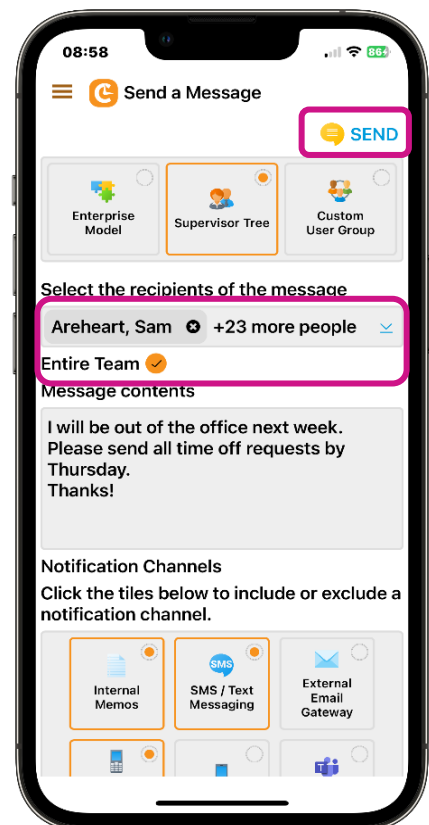 08:58
86
Send a Message
SEND
Enterprise Model
Supervisor Tree
Custom User Group
Select the recipients of the message
Areheart, Sam +23 more people
Entire Team
Message contents
I will be out of the office next week.
Please send all time off requests by
Thursday.
Thanks!
Notification Channels
Click the tiles below to include or exclude a
notification channel.
SMS
Internal Memos
SMS / Text Messaging
External Email Gateway